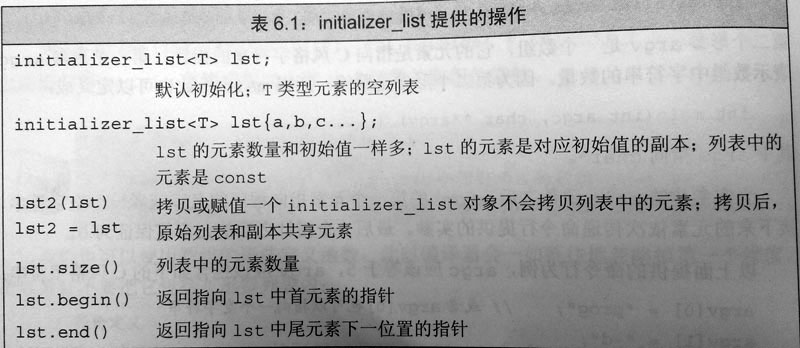 表 6.1：initializer_list 提供的操作
initializer_list<T> lst;
默认初始化；T 类型元素的空列表
initializer_list<T> lst{a,b,c...};
lst 的元素数量和初始值一样多；lst 的元素是对应初始值的副本；列表中的
元素是 const
lst2(lst) 拷贝或赋值一个 initializer_list 对象不会拷贝列表中的元素；拷贝后，
lst2 = lst 原始列表和副本共享元素
lst.size() 列表中的元素数量
lst.begin() 返回指向 lst 中首元素的指针
lst.end() 返回指向 lst 中尾元素下一位置的指针